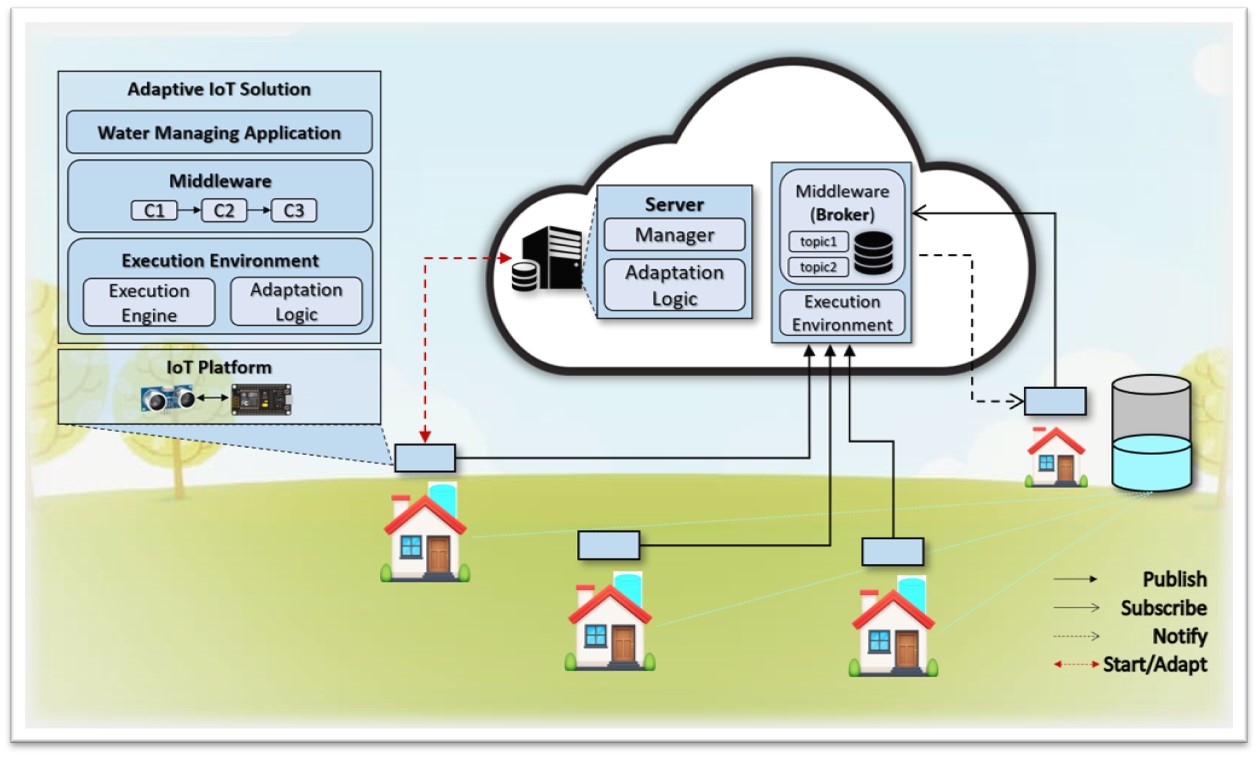 Adaptive IoT Solution
Water Managing Application
Middleware
C1
C2
C3
Execution Environment
Execution
Engine
Adaptation
Logic
IoT Platform
Server
Manager
Adaptation
Logic
Middleware
(Broker)
topic1
topic2
Execution
Environment
Publish
Subscribe
Notify
Start/Adapt